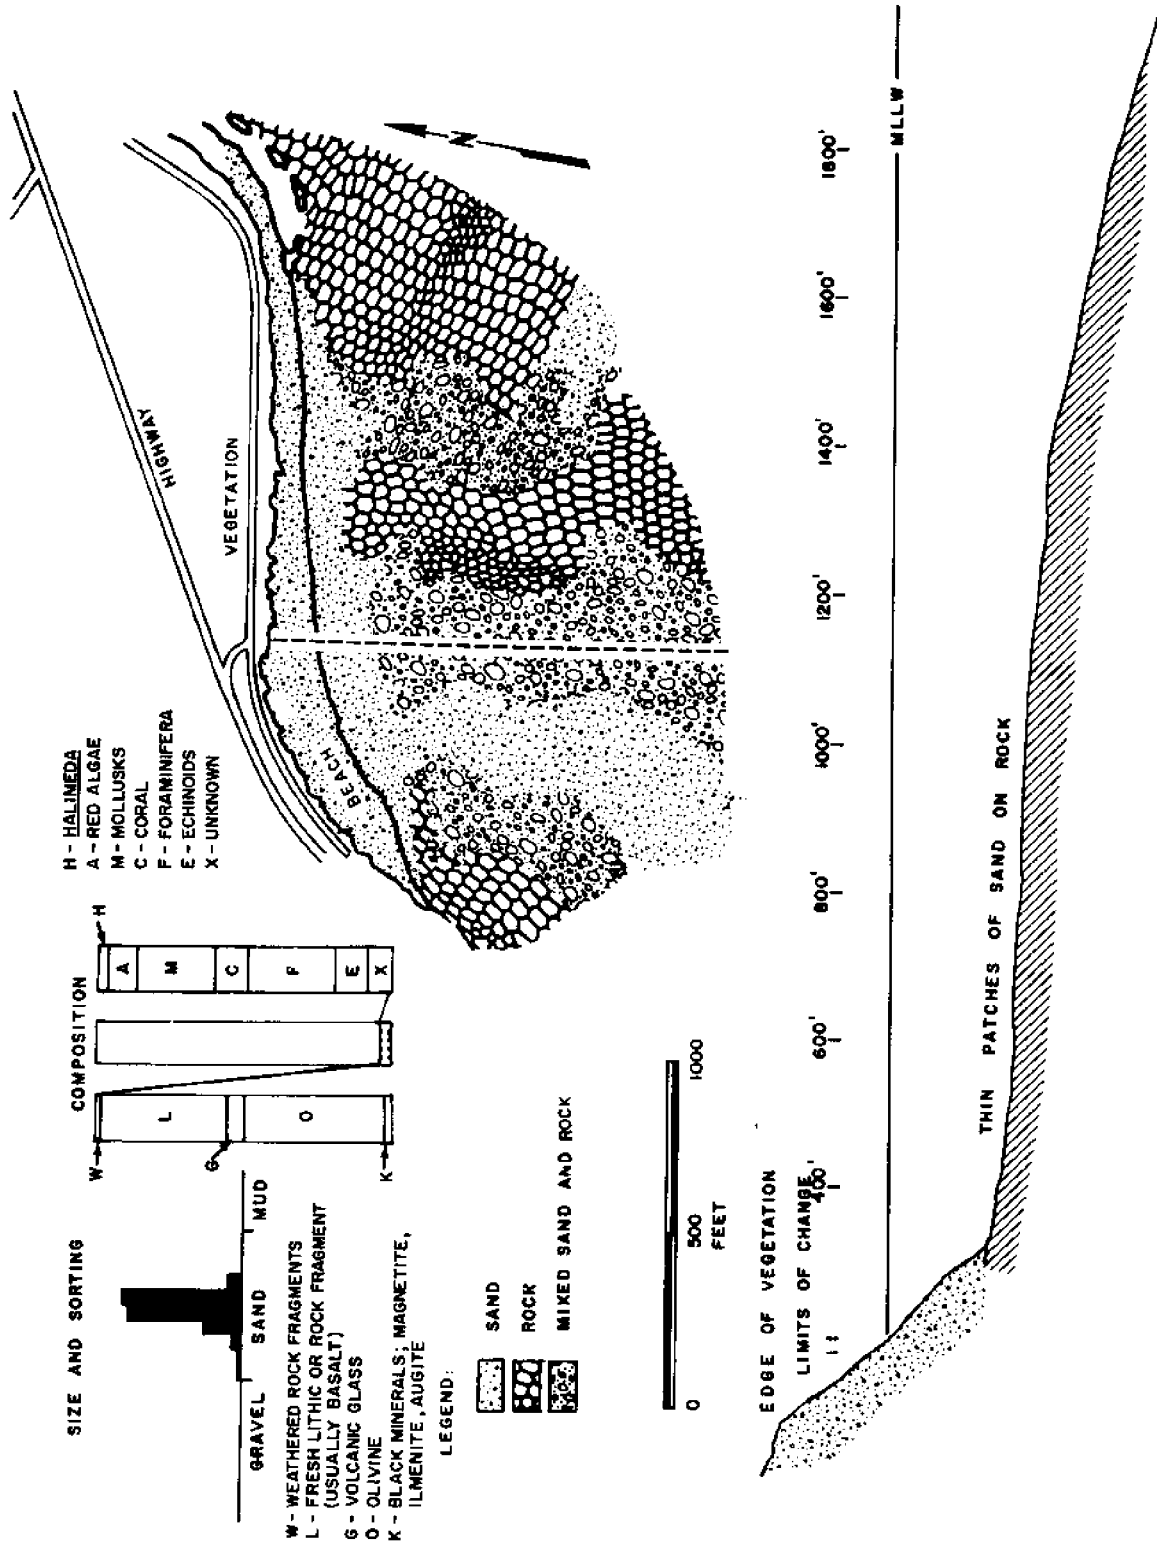 SIZE AND SORTING
GRAVEL
SAND
MUD
COMPOSITION
W
G
K
L
O
H
A
M
C
F
E
X
W - WEATHERED ROCK FRAGMENTS
L - FRESH LITHIC OR ROCK FRAGMENT
(USUALLY BASALT)
G - VOLCANIC GLASS
O - OLIVINE
K - BLACK MINERALS; MAGNETITE,
ILMENITE, AUGITE
H - HALIMEDA
A - RED ALGAE
M - MOLLUSKS
C - CORAL
F - FORAMINIFERA
E - ECHINOIDS
X - UNKNOWN
LEGEND:
SAND
ROCK
MIXED SAND AND ROCK
0
500
1000
FEET
HIGHWAY
VEGETATION
BEACH
N
EDGE OF VEGETATION
LIMITS OF CHANGE
400'
600'
800'
1000'
1200'
1400'
1600'
1800'
MLLW
THIN PATCHES OF SAND ON ROCK